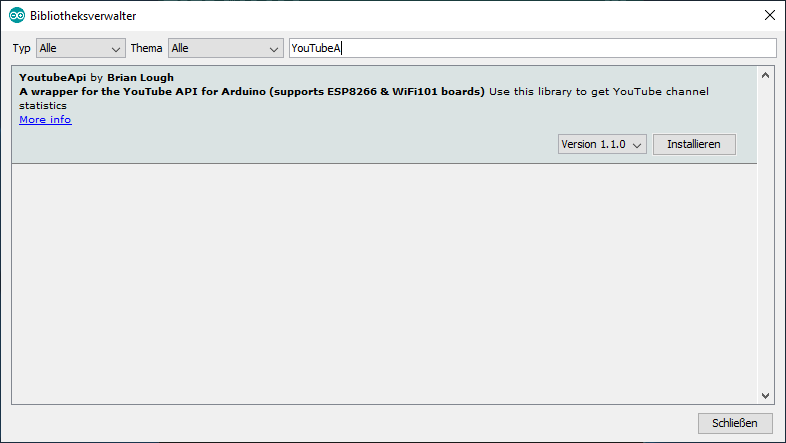 Bibliotheksverwalter
Typ Alle Thema Alle YouTubeA
YoutubeApi by Brian Lough
A wrapper for the YouTube API for Arduino (supports ESP8266 & WiFi101 boards) Use this library to get YouTube channel
statistics
More info
Version 1.1.0 Installieren
Schließen